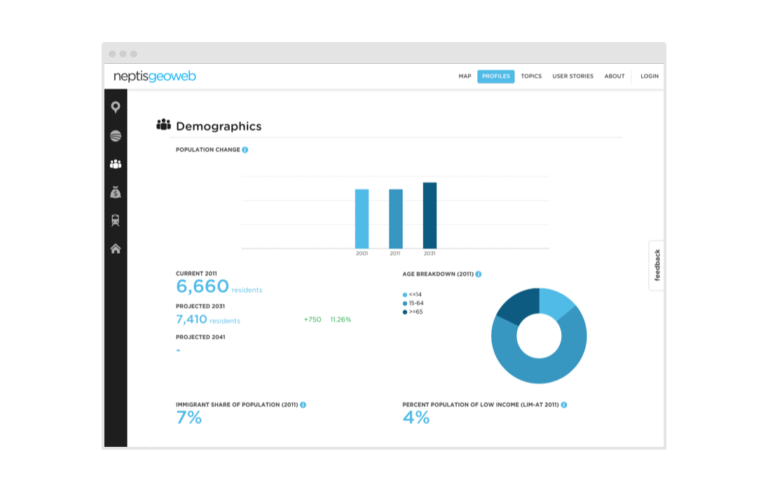 neptisgeoweb
MAP PROFILES TOPICS USER STORIES ABOUT LOGIN
Demographics
POPULATION CHANGE i
2001 2011 2031
feedback
CURRENT 2011
6,660 residents
PROJECTED 2031
7,410 residents +750 11.26%
PROJECTED 2041
-
AGE BREAKDOWN (2011) i
<=14
15-64
>=65
IMMIGRANT SHARE OF POPULATION (2011) i
7%
PERCENT POPULATION OF LOW INCOME (LIM-AT 2011) i
4%